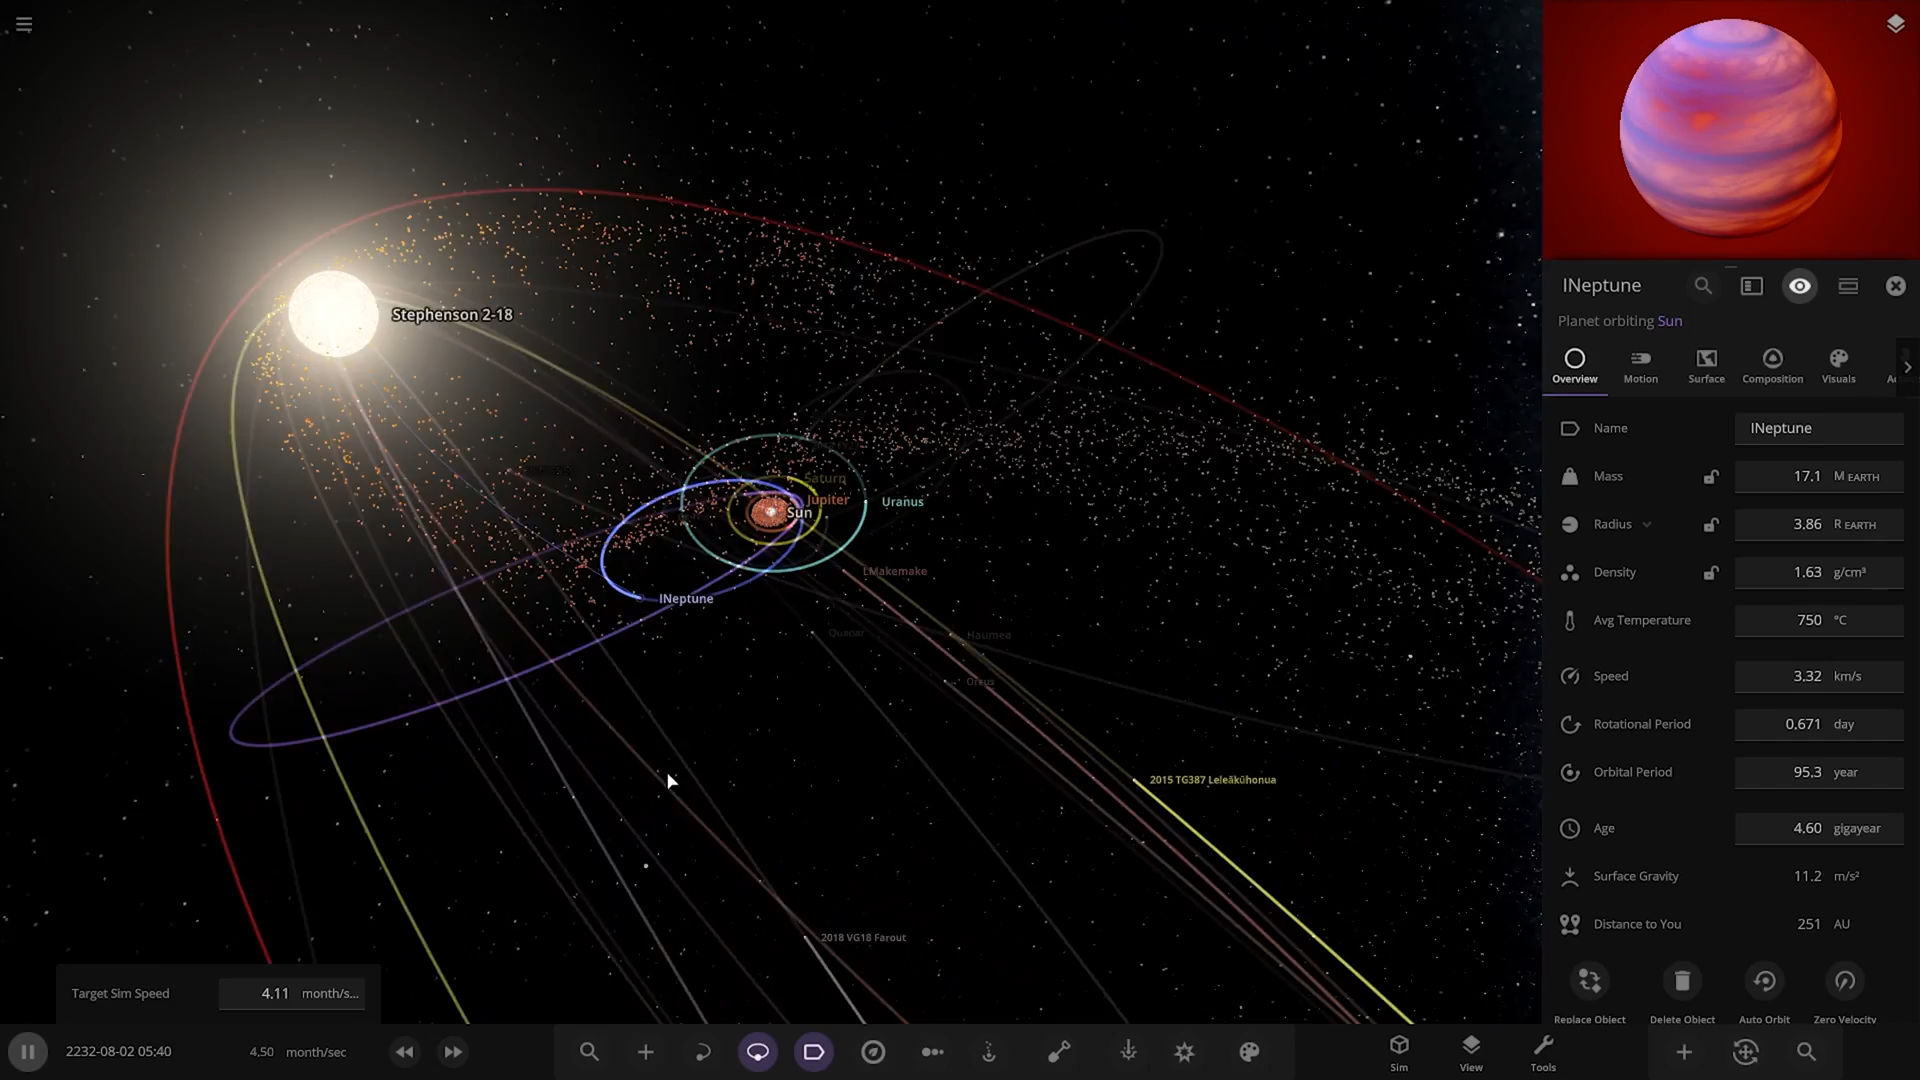 Stephenson 2-18
Saturn
Jupiter
Sun
Uranus
LMakemake
INeptune
Quaoar
Haumea
Orcus
2015 TG387 Leleākūhonua
2018 VG18 Farout
INeptune
Planet orbiting Sun
Overview Motion Surface Composition Visuals
Name INeptune
Mass 17.1 M EARTH
Radius 3.86 R EARTH
Density 1.63 g/cm³
Avg Temperature 750 °C
Speed 3.32 km/s
Rotational Period 0.671 day
Orbital Period 95.3 year
Age 4.60 gigayear
Surface Gravity 11.2 m/s²
Distance to You 251 AU
Replace Object Delete Object Auto Orbit Zero Velocity
Target Sim Speed 4.11 month/s...
2232-08-02 05:40 4.50 month/sec
Sim View Tools